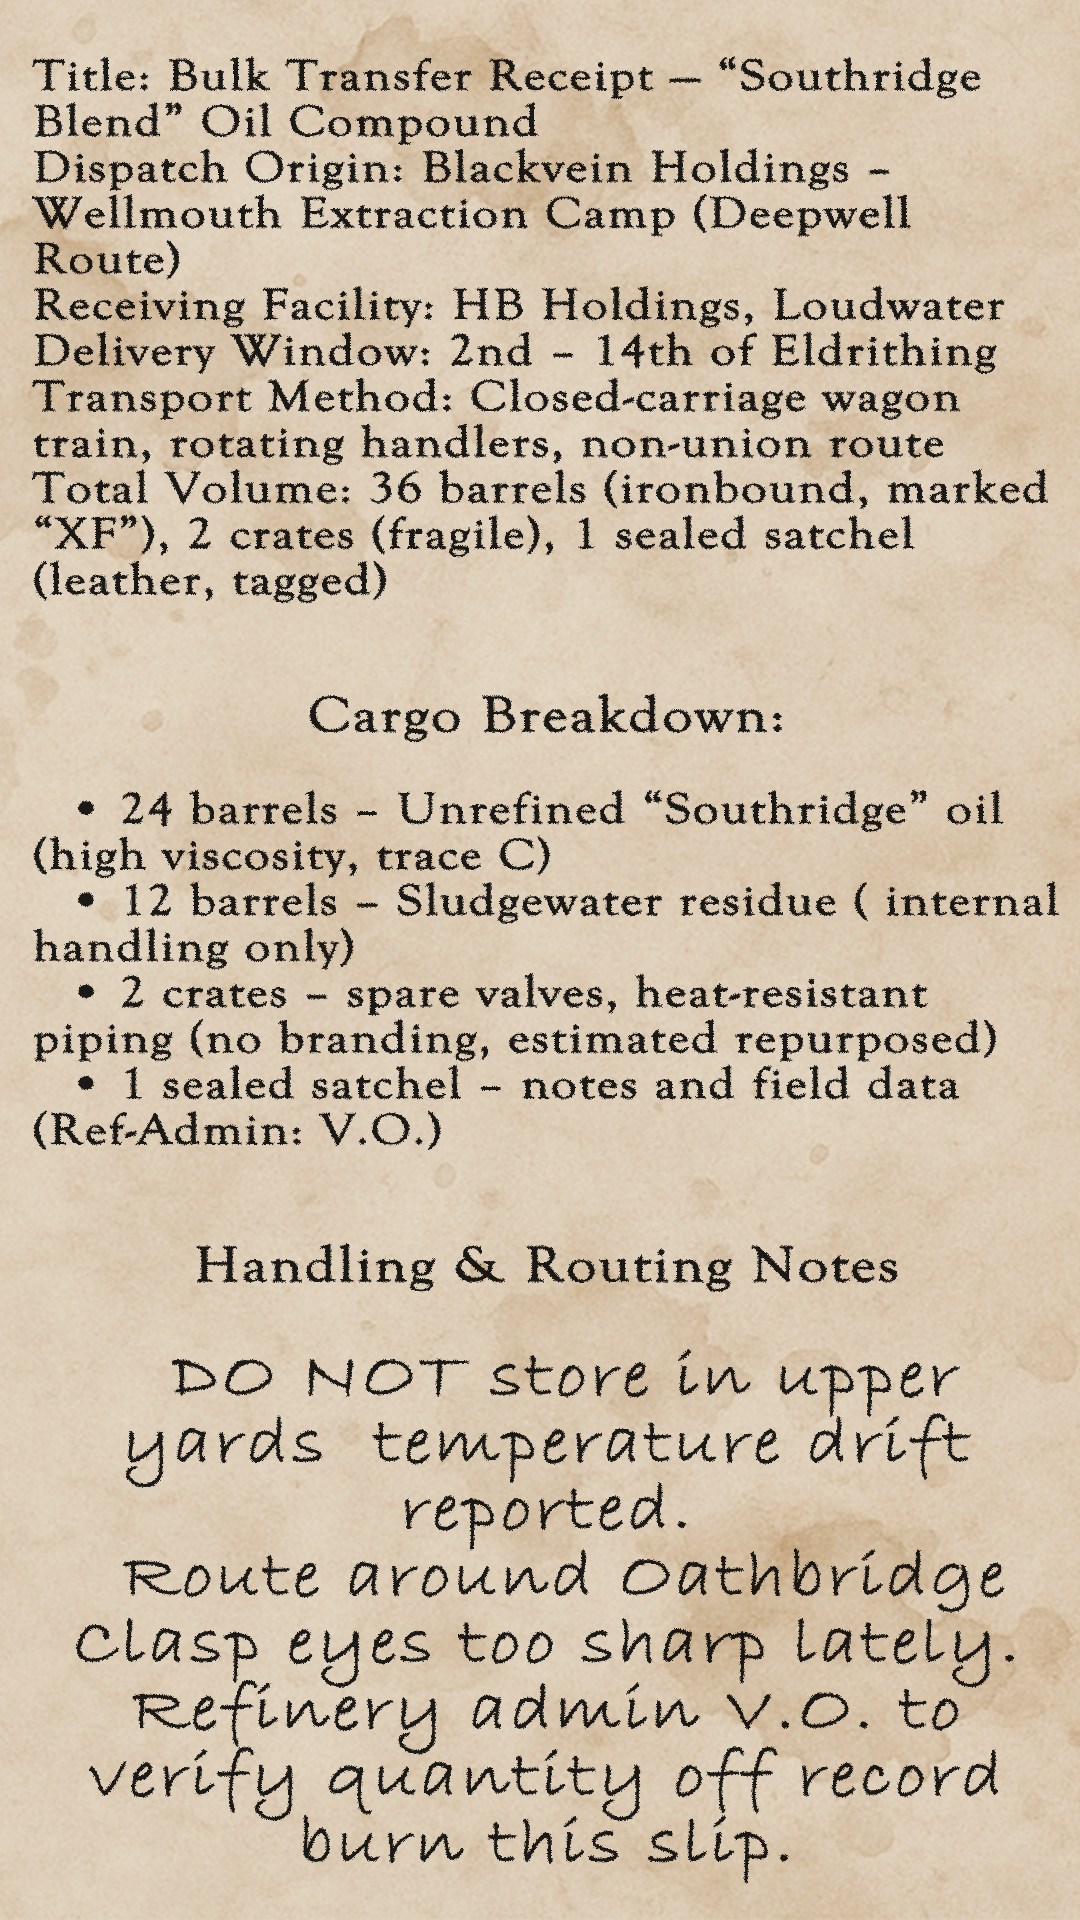 Title: Bulk Transfer Receipt – “Southridge
Blend” Oil Compound
Dispatch Origin: Blackvein Holdings –
Wellmouth Extraction Camp (Deepwell
Route)
Receiving Facility: HB Holdings, Loudwater
Delivery Window: 2nd – 14th of Eldrithing
Transport Method: Closed-carriage wagon
train, rotating handlers, non-union route
Total Volume: 36 barrels (ironbound, marked
“XF”), 2 crates (fragile), 1 sealed satchel
(leather, tagged)
Cargo Breakdown:
• 24 barrels – Unrefined “Southridge” oil
(high viscosity, trace C)
• 12 barrels – Sludgewater residue ( internal
handling only)
• 2 crates – spare valves, heat-resistant
piping (no branding, estimated repurposed)
• 1 sealed satchel – notes and field data
(Ref-Admin: V.O.)
Handling & Routing Notes
DO NOT store in upper
yards  temperature drift
reported.
Route around Oathbridge
Clasp eyes too sharp lately.
Refinery admin V.O. to
verify quantity off record
burn this slip.